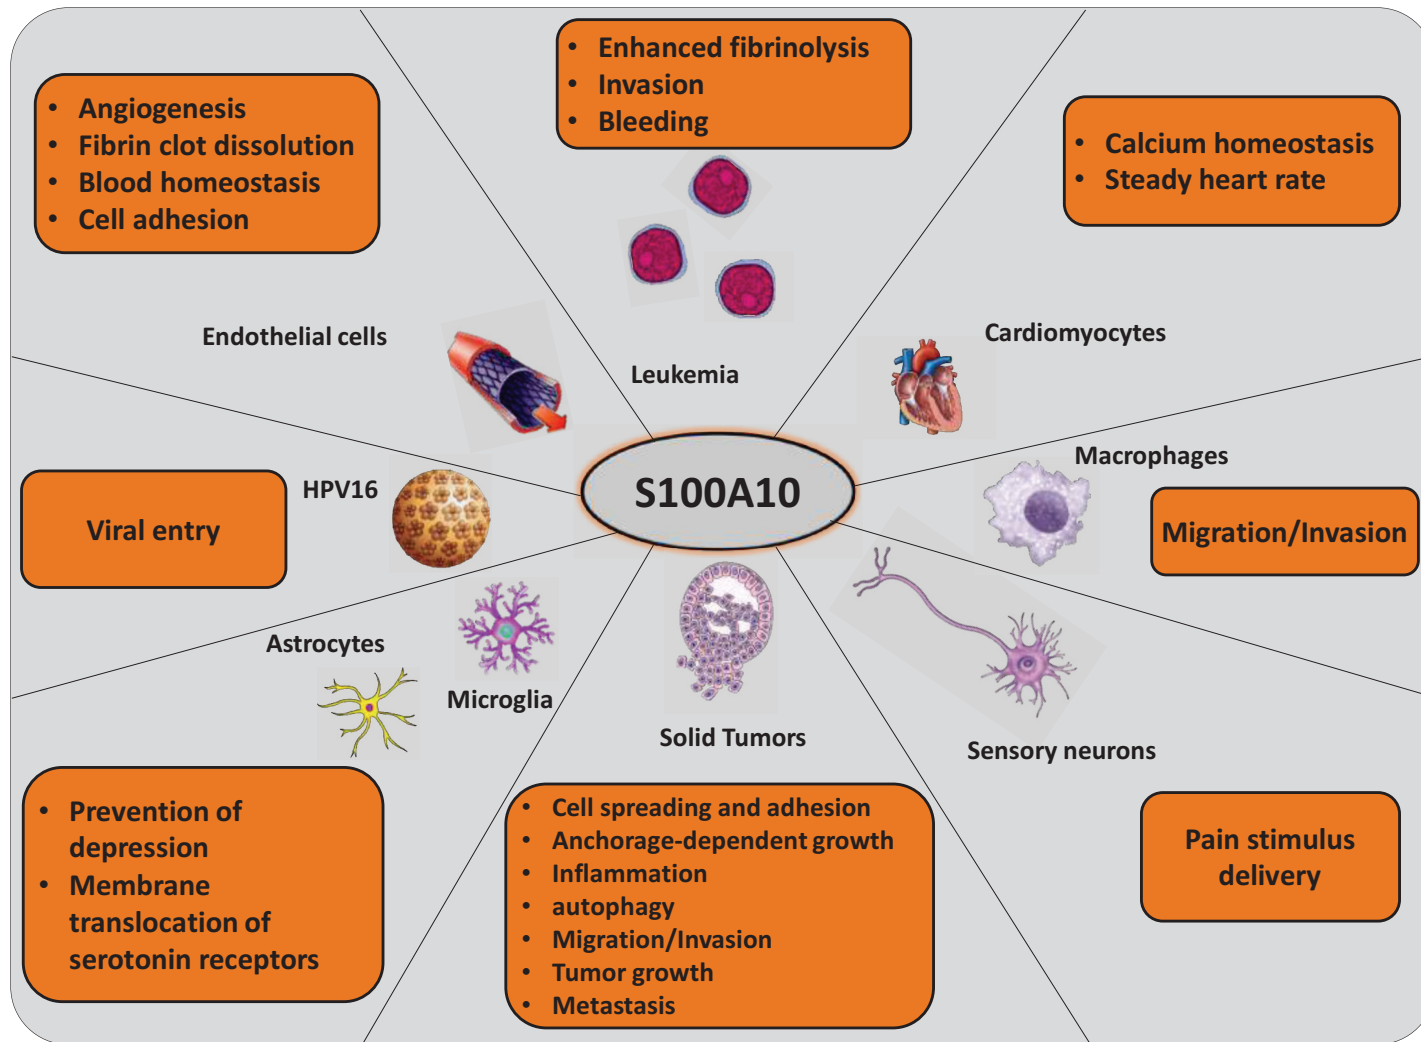 • Enhanced fibrinolysis
• Invasion
• Bleeding
• Angiogenesis
• Fibrin clot dissolution
• Blood homeostasis
• Cell adhesion
• Calcium homeostasis
• Steady heart rate
Endothelial cells
Leukemia
Cardiomyocytes
HPV16
Viral entry
S100A10
Macrophages
Migration/Invasion
Astrocytes
Microglia
Solid Tumors
Sensory neurons
• Prevention of
depression
• Membrane
translocation of
serotonin receptors
• Cell spreading and adhesion
• Anchorage-dependent growth
• Inflammation
• autophagy
• Migration/Invasion
• Tumor growth
• Metastasis
Pain stimulus
delivery